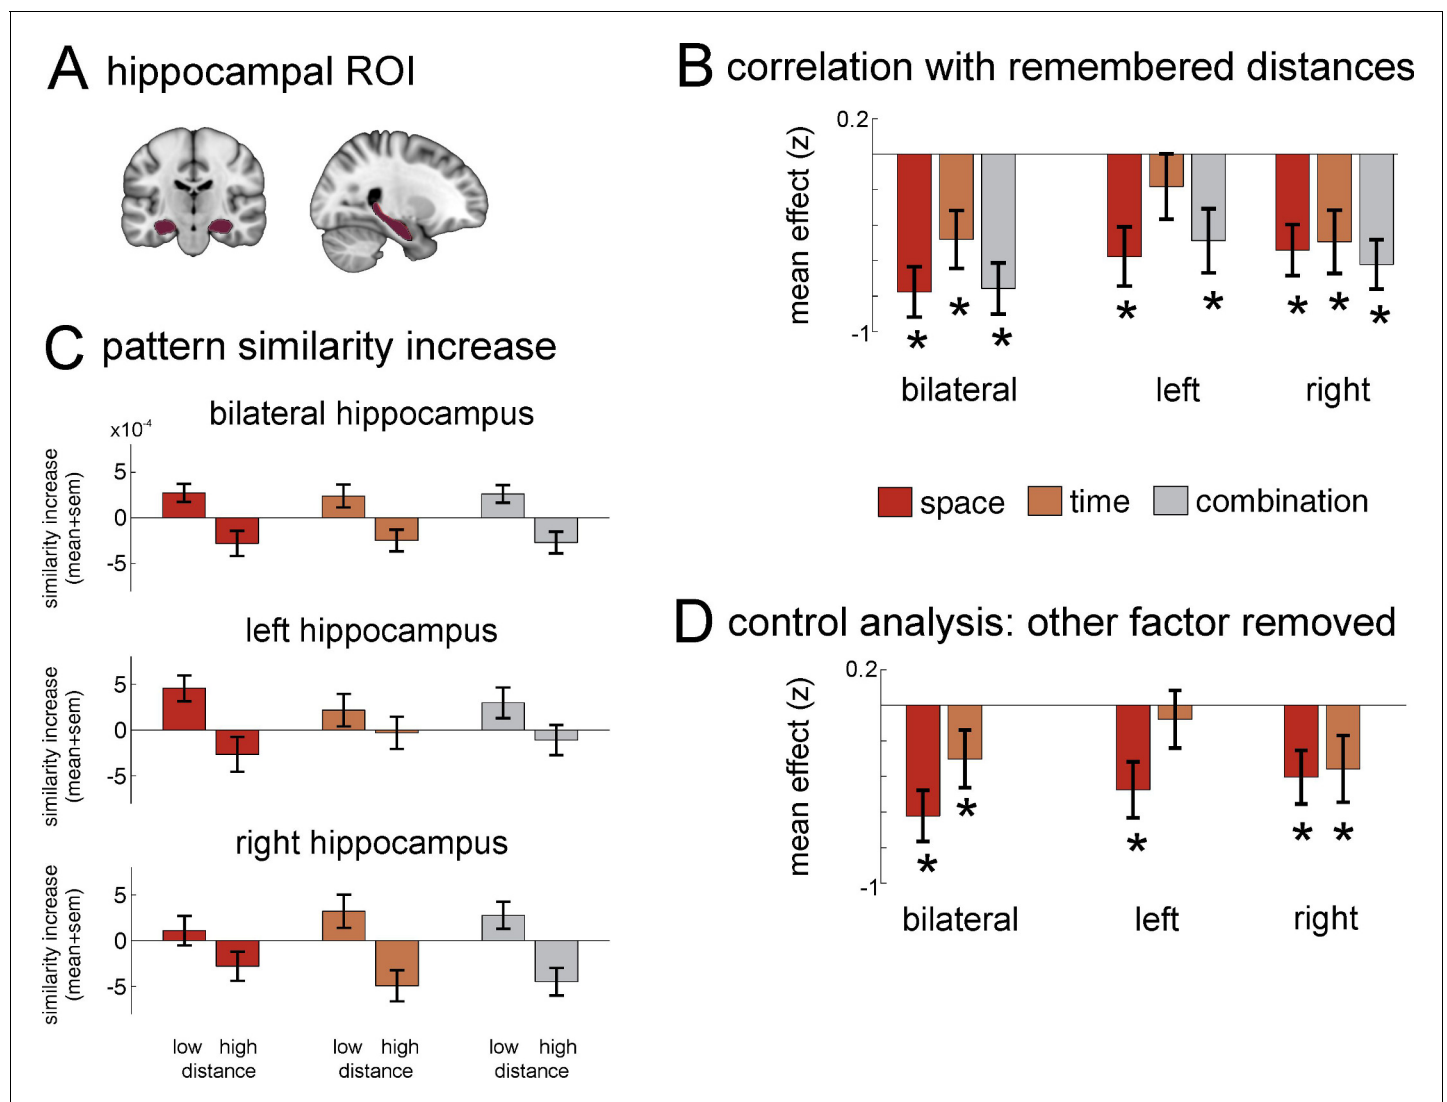 A hippocampal ROI
B correlation with remembered distances
0.2
mean effect (z)
-1
* * * * * * * *
bilateral left right
space time combination
C pattern similarity increase
bilateral hippocampus
x10-4
similarity increase
(mean+sem)
5
0
-5
left hippocampus
similarity increase
(mean+sem)
5
0
-5
right hippocampus
similarity increase
(mean+sem)
5
0
-5
low high low high low high
distance distance distance
D control analysis: other factor removed
0.2
mean effect (z)
-1
* * * * *
bilateral left right